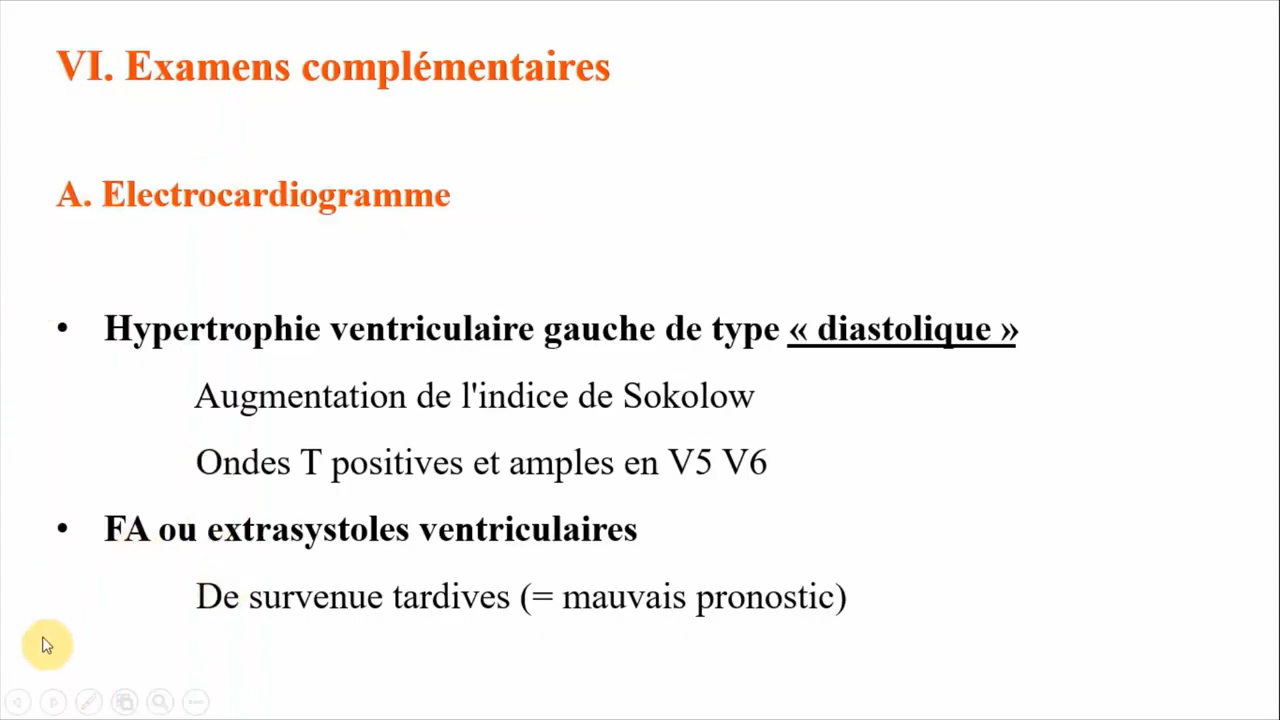 VI. Examens complémentaires
A. Electrocardiogramme
• Hypertrophie ventriculaire gauche de type « diastolique »
Augmentation de l'indice de Sokolow
Ondes T positives et amples en V5 V6
• FA ou extrasystoles ventriculaires
De survenue tardives (= mauvais pronostic)